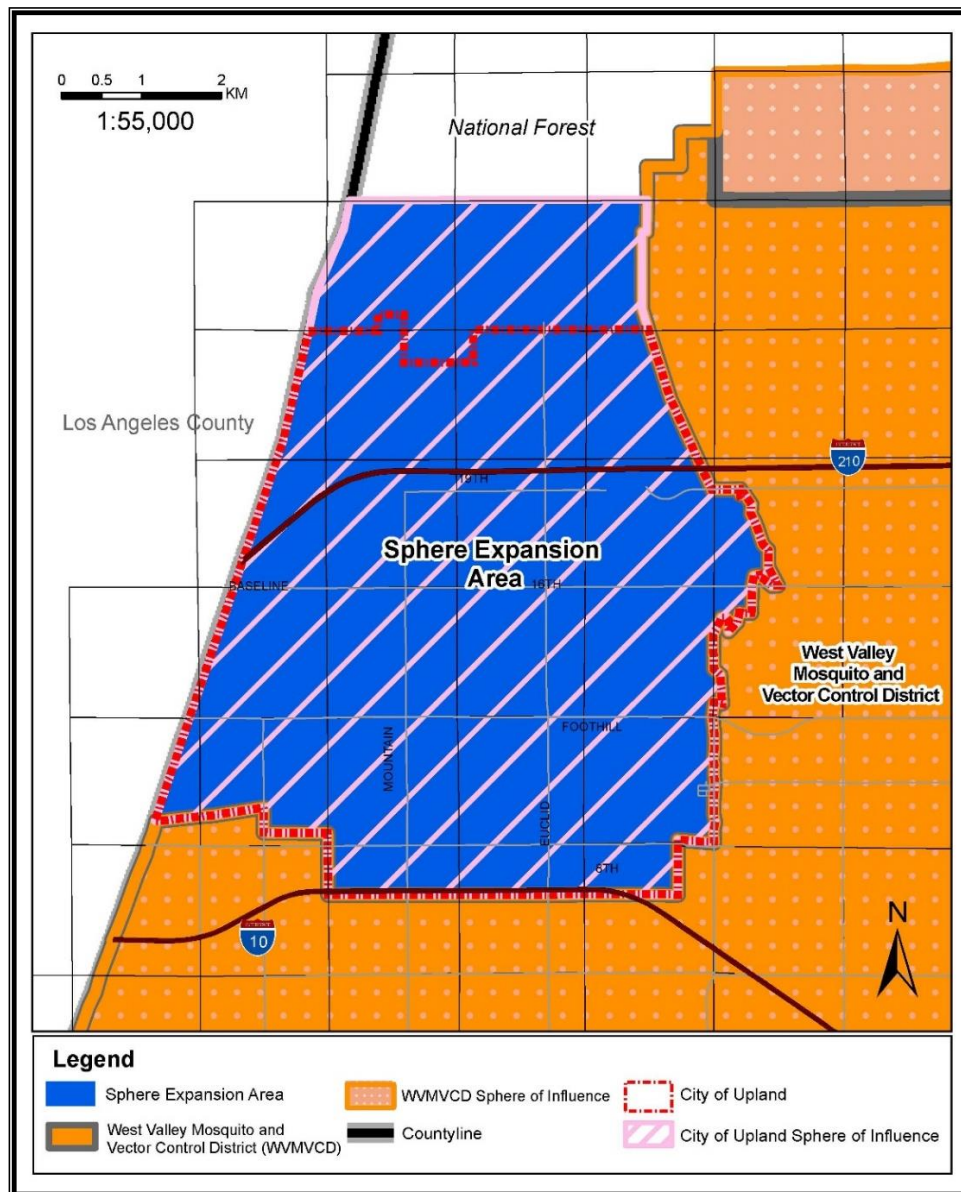 0 0.5 1 2
KM
1:55,000
National Forest
Los Angeles County
210
19TH
Sphere Expansion
Area
BASELINE
16TH
West Valley
Mosquito and
Vector Control District
MOUNTAIN
FOOTHILL
EUCLID
N
10
Legend
Sphere Expansion Area
WVMVCD Sphere of Influence
City of Upland
West Valley Mosquito and
Vector Control District (WVMVCD)
Countyline
City of Upland Sphere of Influence